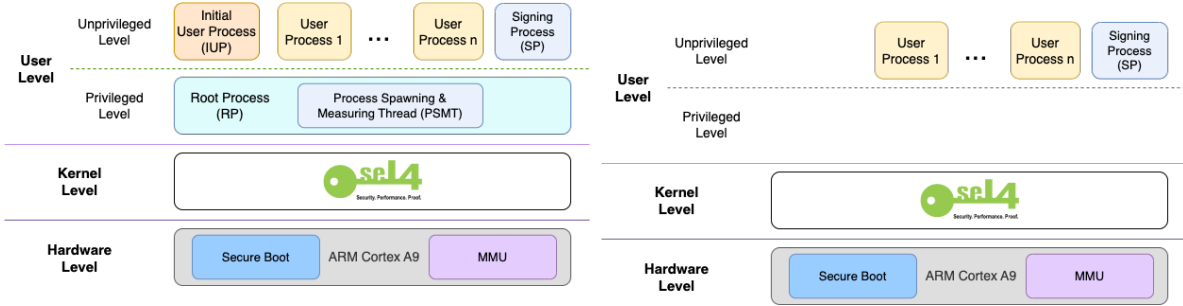 Unprivileged
Level
Initial
User Process
(IUP)
User
Process 1
...
User
Process n
Signing
Process
(SP)
User
Level
Privileged
Level
Root Process
(RP)
Process Spawning &
Measuring Thread (PSMT)
Kernel
Level
seL4
Security. Performance. Proof.
Hardware
Level
Secure Boot
ARM Cortex A9
MMU
Unprivileged
Level
User
Process 1
...
User
Process n
Signing
Process
(SP)
User
Level
Privileged
Level
Kernel
Level
seL4
Security. Performance. Proof.
Hardware
Level
Secure Boot
ARM Cortex A9
MMU